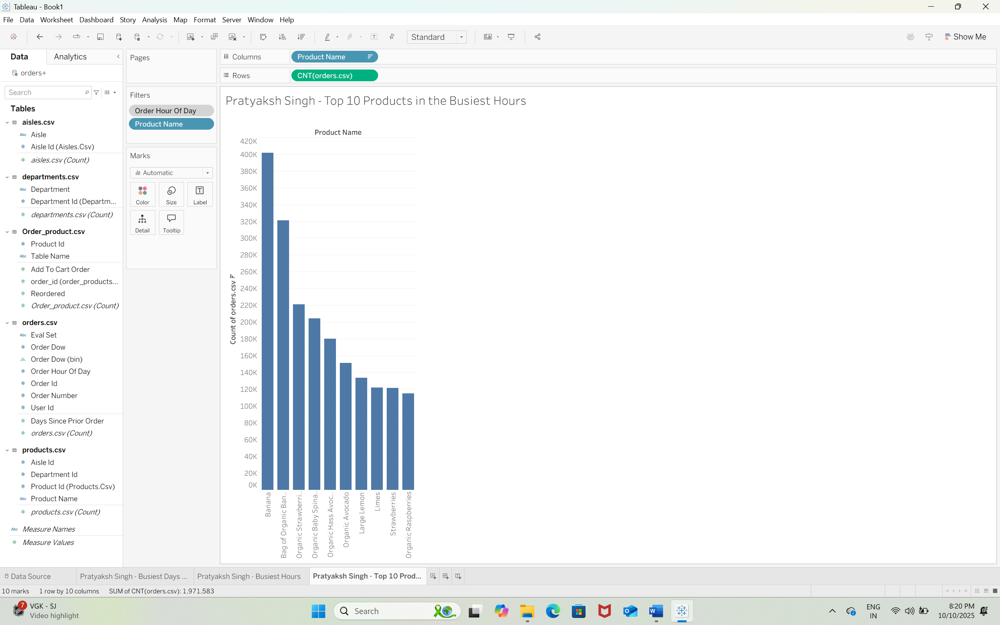 Tableau - Book1
File Data Worksheet Dashboard Story Analysis Map Format Server Window Help
Standard
Show Me
Data Analytics
orders+
Search
Tables
aisles.csv
Abc Aisle
# Aisle Id (Aisles.Csv)
# aisles.csv (Count)
departments.csv
Abc Department
# Department Id (Departm...
# departments.csv (Count)
Order_product.csv
# Product Id
Abc Table Name
# Add To Cart Order
# order_id (order_products...
# Reordered
# Order_product.csv (Count)
orders.csv
Abc Eval Set
# Order Dow
Order Dow (bin)
# Order Hour Of Day
# Order Id
# Order Number
# User Id
# Days Since Prior Order
# orders.csv (Count)
products.csv
# Aisle Id
# Department Id
# Product Id (Products.Csv)
Abc Product Name
# products.csv (Count)
Abc Measure Names
# Measure Values
Pages
Filters
Order Hour Of Day
Product Name
Marks
Automatic
Color Size Label
Detail Tooltip
Columns Product Name
Rows CNT(orders.csv)
Pratyaksh Singh - Top 10 Products in the Busiest Hours
Product Name
Count of orders.csv
420K
400K
380K
360K
340K
320K
300K
280K
260K
240K
220K
200K
180K
160K
140K
120K
100K
80K
60K
40K
20K
0K
Banana
Bag of Organic Ban..
Organic Strawberri..
Organic Baby Spina..
Organic Hass Avoc..
Organic Avocado
Large Lemon
Limes
Strawberries
Organic Raspberries
Data Source Pratyaksh Singh - Busiest Days ... Pratyaksh Singh - Busiest Hours Pratyaksh Singh - Top 10 Prod...
10 marks 1 row by 10 columns SUM of CNT(orders.csv): 1,971,583
7
VGK - SJ
Video highlight
Search
ENG
IN
8:20 PM
10/10/2025